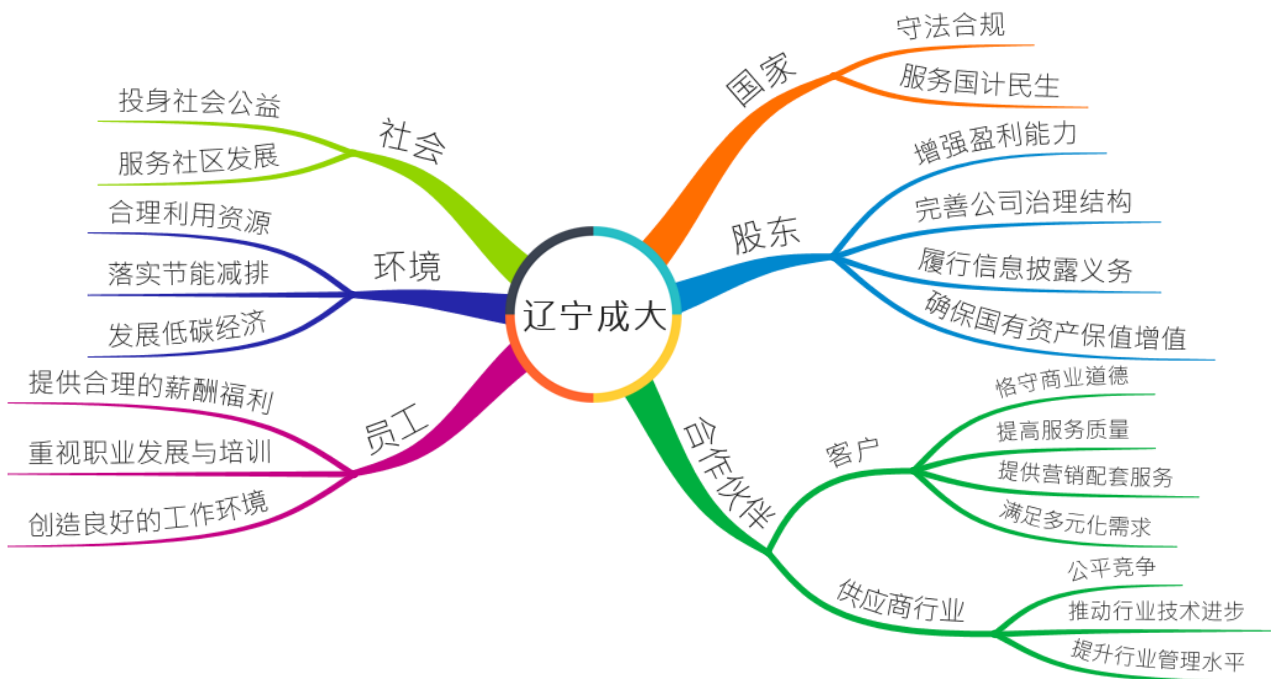 辽宁成大
国家
守法合规
服务国计民生
股东
增强盈利能力
完善公司治理结构
履行信息披露义务
确保国有资产保值增值
合作伙伴
客户
恪守商业道德
提高服务质量
提供营销配套服务
满足多元化需求
供应商行业
公平竞争
推动行业技术进步
提升行业管理水平
社会
投身社会公益
服务社区发展
环境
合理利用资源
落实节能减排
发展低碳经济
员工
提供合理的薪酬福利
重视职业发展与培训
创造良好的工作环境